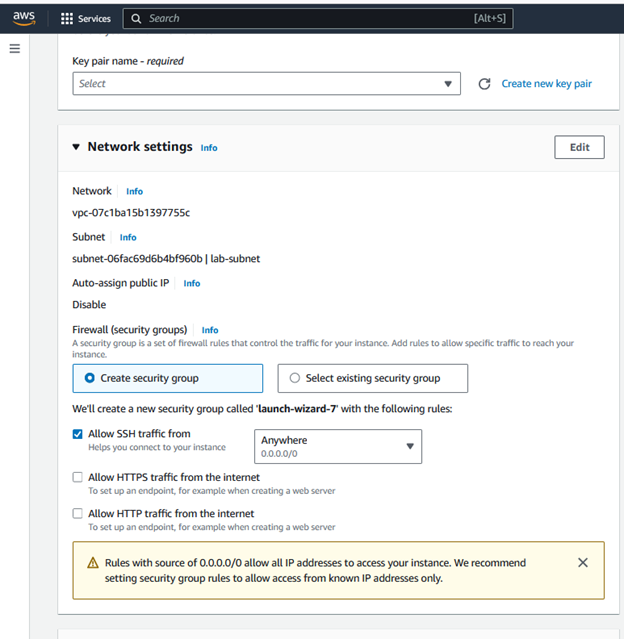 aws Services Search [Alt+S]
Key pair name - required
Select Create new key pair
Network settings Info Edit
Network Info
vpc-07c1ba15b1397755c
Subnet Info
subnet-06fac69d6b4bf960b | lab-subnet
Auto-assign public IP Info
Disable
Firewall (security groups) Info
A security group is a set of firewall rules that control the traffic for your instance. Add rules to allow specific traffic to reach your
instance.
Create security group Select existing security group
We'll create a new security group called 'launch-wizard-7' with the following rules:
Allow SSH traffic from
Helps you connect to your instance
Anywhere
0.0.0.0/0
Allow HTTPS traffic from the internet
To set up an endpoint, for example when creating a web server
Allow HTTP traffic from the internet
To set up an endpoint, for example when creating a web server
Rules with source of 0.0.0.0/0 allow all IP addresses to access your instance. We recommend
setting security group rules to allow access from known IP addresses only.